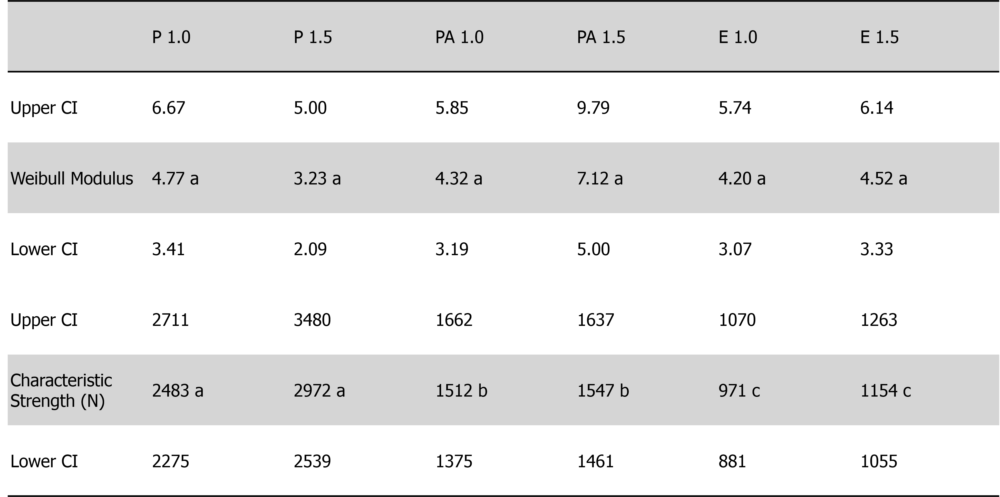 P 1.0 P 1.5 PA 1.0 PA 1.5 E 1.0 E 1.5
Upper CI 6.67 5.00 5.85 9.79 5.74 6.14
Weibull Modulus 4.77 a 3.23 a 4.32 a 7.12 a 4.20 a 4.52 a
Lower CI 3.41 2.09 3.19 5.00 3.07 3.33
Upper CI 2711 3480 1662 1637 1070 1263
Characteristic
Strength (N) 2483 a 2972 a 1512 b 1547 b 971 c 1154 c
Lower CI 2275 2539 1375 1461 881 1055